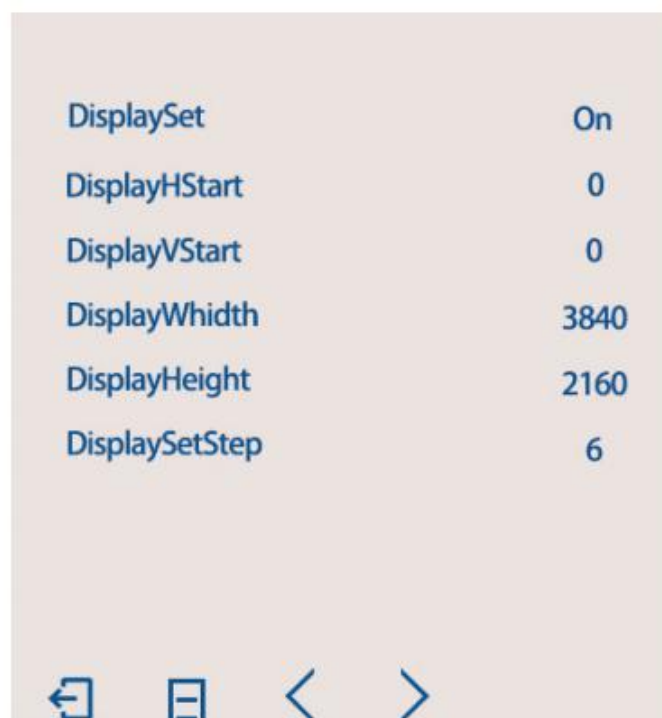 DisplaySet On
DisplayHStart 0
DisplayVStart 0
DisplayWhidth 3840
DisplayHeight 2160
DisplaySetStep 6